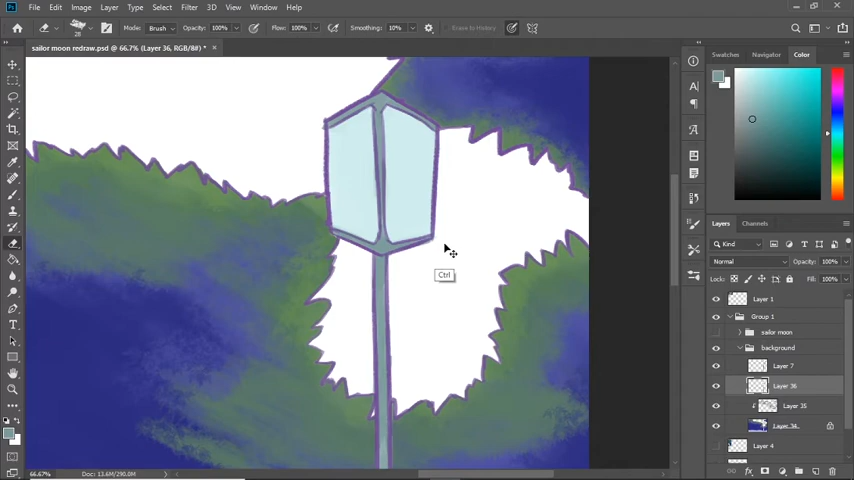 Ps File Edit Image Layer Type Select Filter 3D View Window Help
28 Mode: Brush Opacity: 100% Flow: 100% Smoothing: 10% Erase to History
sailor moon redraw.psd @ 66.7% (Layer 36, RGB/8#) *
Swatches Navigator Color
Ctrl
Layers Channels
Kind
Normal Opacity: 100%
Lock: Fill: 100%
Layer 1
Group 1
sailor moon
background
Layer 7
Layer 36
Layer 35
Layer 34
Layer 4
66.67% Doc: 13.6M/290.0M